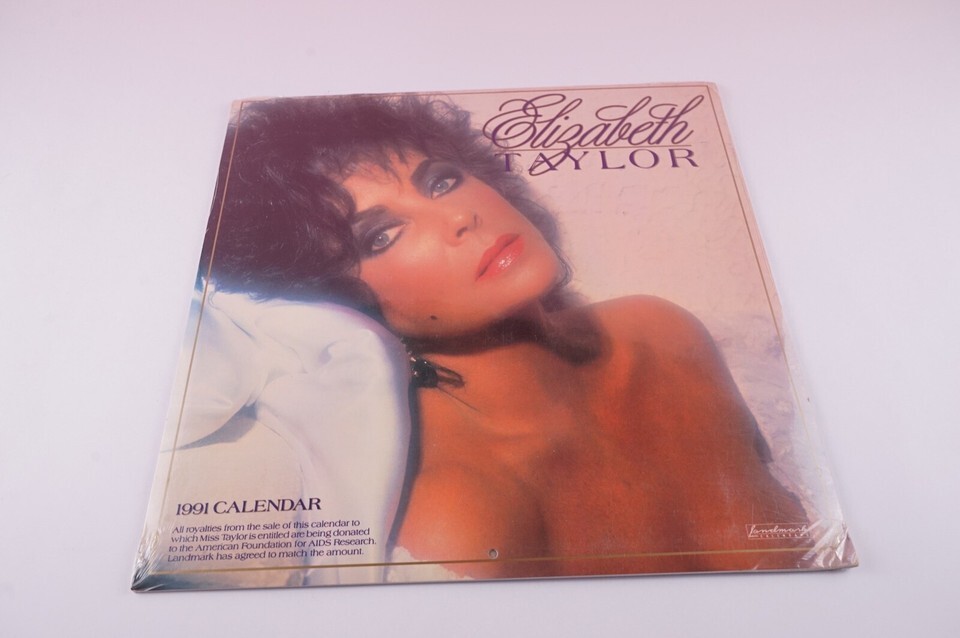 Elizabeth
TAYLOR
1991 CALENDAR
All royalties from the sale of this calendar to
which Miss Taylor is entitled are being donated
to the American Foundation for AIDS Research.
Landmark has agreed to match the amount.
Landmark
CALENDARS